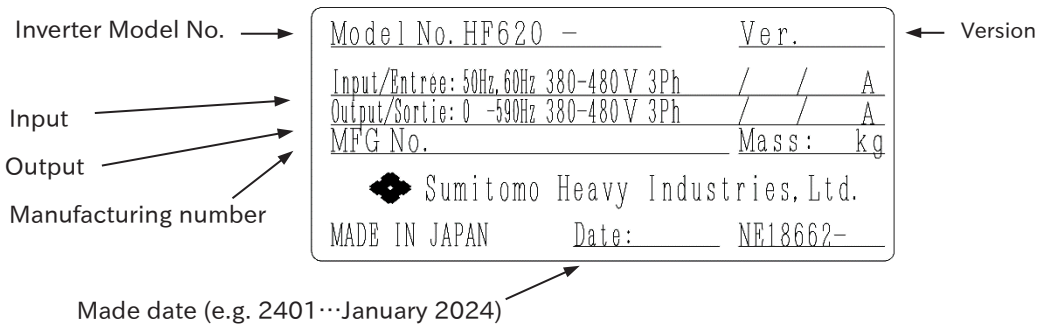 Inverter Model No.
Model No. HF620 -
Ver.
Version
Input/Entree: 50Hz, 60Hz 380-480V 3Ph / / A
Input
Output/Sortie: 0 -590Hz 380-480V 3Ph / / A
Output
MFG No.
Mass: kg
Manufacturing number
Sumitomo Heavy Industries, Ltd.
MADE IN JAPAN
Date:
NE18662-
Made date (e.g. 2401⋯January 2024)